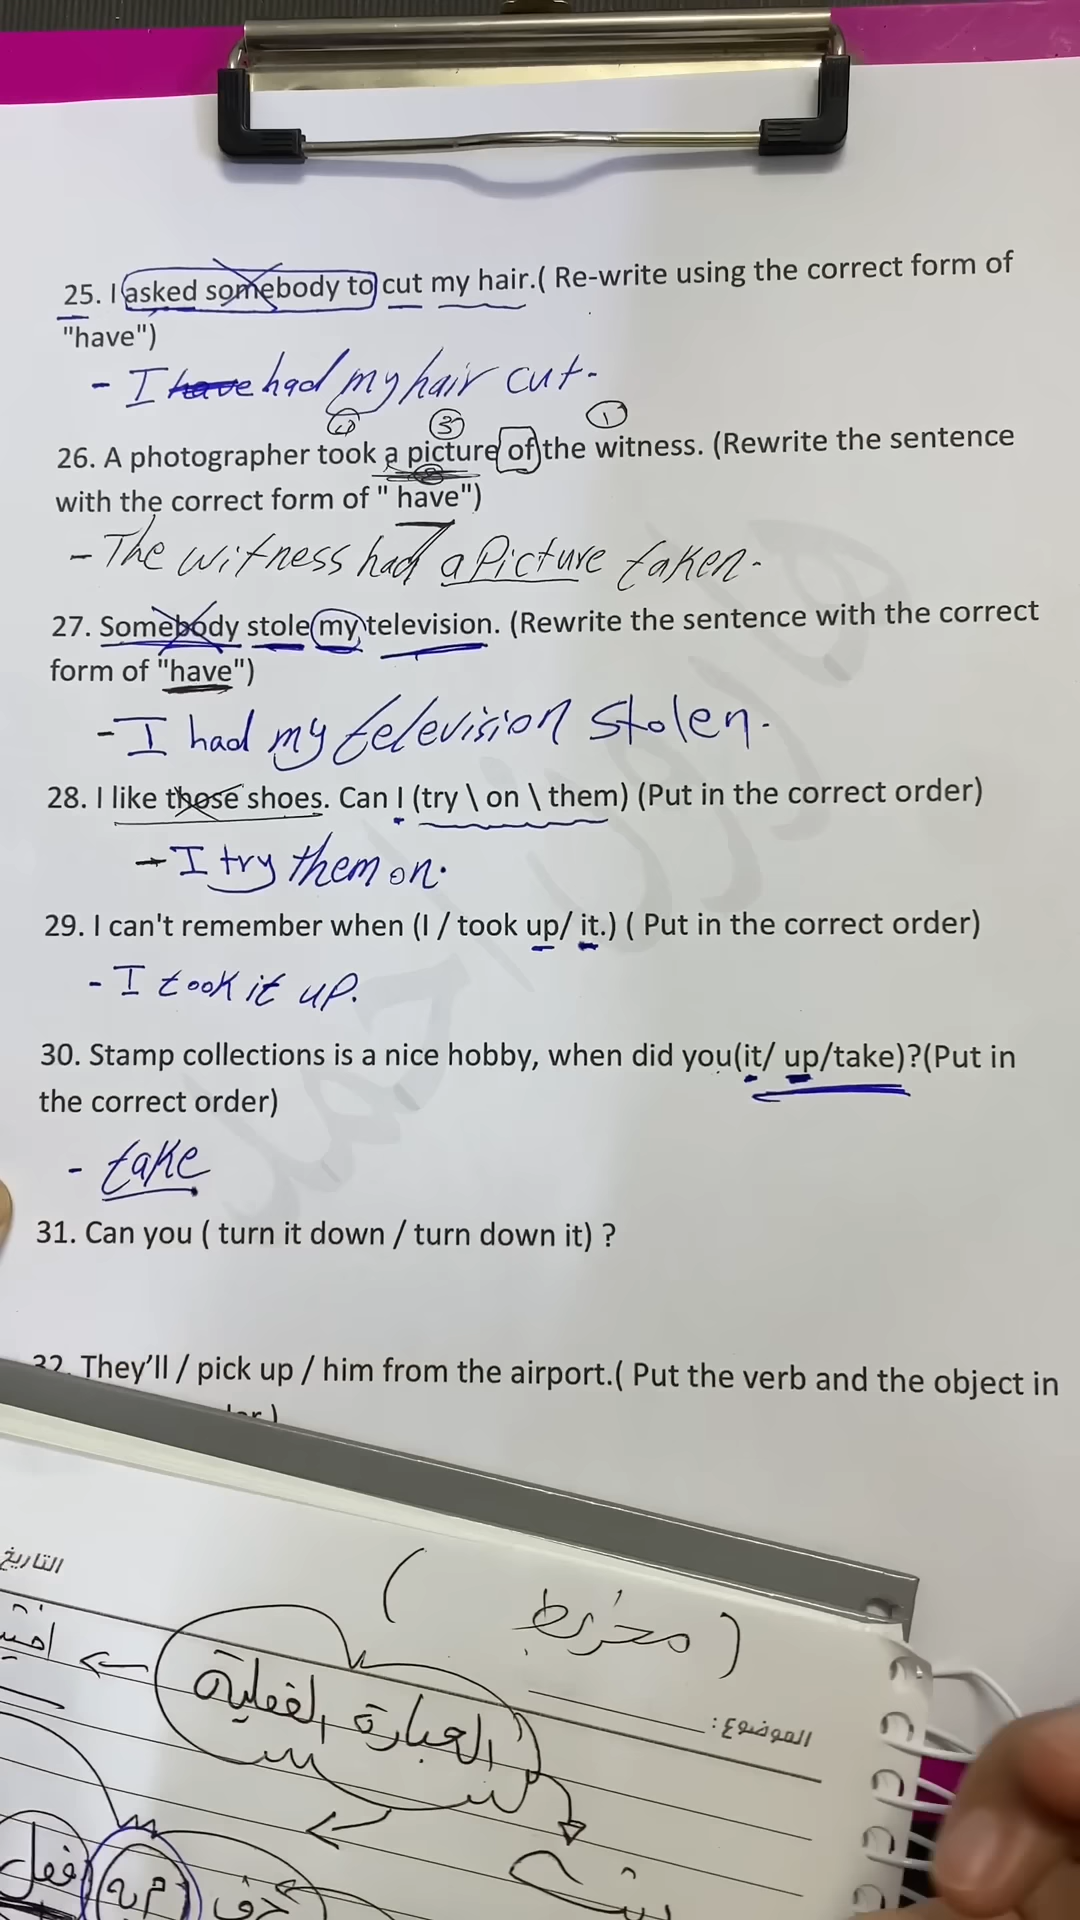 25. I asked somebody to cut my hair.( Re-write using the correct form of
"have")
- I have had my hair cut.
4 3 1
26. A photographer took a picture of the witness. (Rewrite the sentence
2
with the correct form of " have")
- The witness had a Picture taken.
27. Somebody stole my television. (Rewrite the sentence with the correct
form of "have")
- I had my television stolen.
28. I like those shoes. Can I (try \ on \ them) (Put in the correct order)
- I try them on.
29. I can't remember when (I / took up/ it.) ( Put in the correct order)
- I took it up.
30. Stamp collections is a nice hobby, when did you(it/ up/take)?(Put in
the correct order)
- take
31. Can you ( turn it down / turn down it) ?
32. They'll / pick up / him from the airport.( Put the verb and the object in
التاريخ
( مخربط )
العبارة الفعلية
الموضوع:
فعل م به حرف